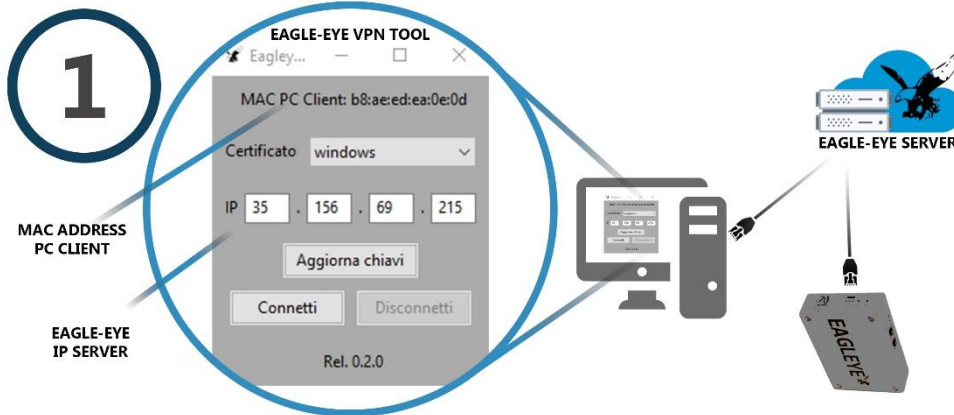 1
EAGLE-EYE VPN TOOL
Eagley...
MAC PC Client: b8:ae:ed:ea:0e:0d
Certificato windows
IP 35 . 156 . 69 . 215
Aggiorna chiavi
Connetti Disconnetti
Rel. 0.2.0
MAC ADDRESS
PC CLIENT
EAGLE-EYE
IP SERVER
EAGLE-EYE SERVER
EAGLEYE